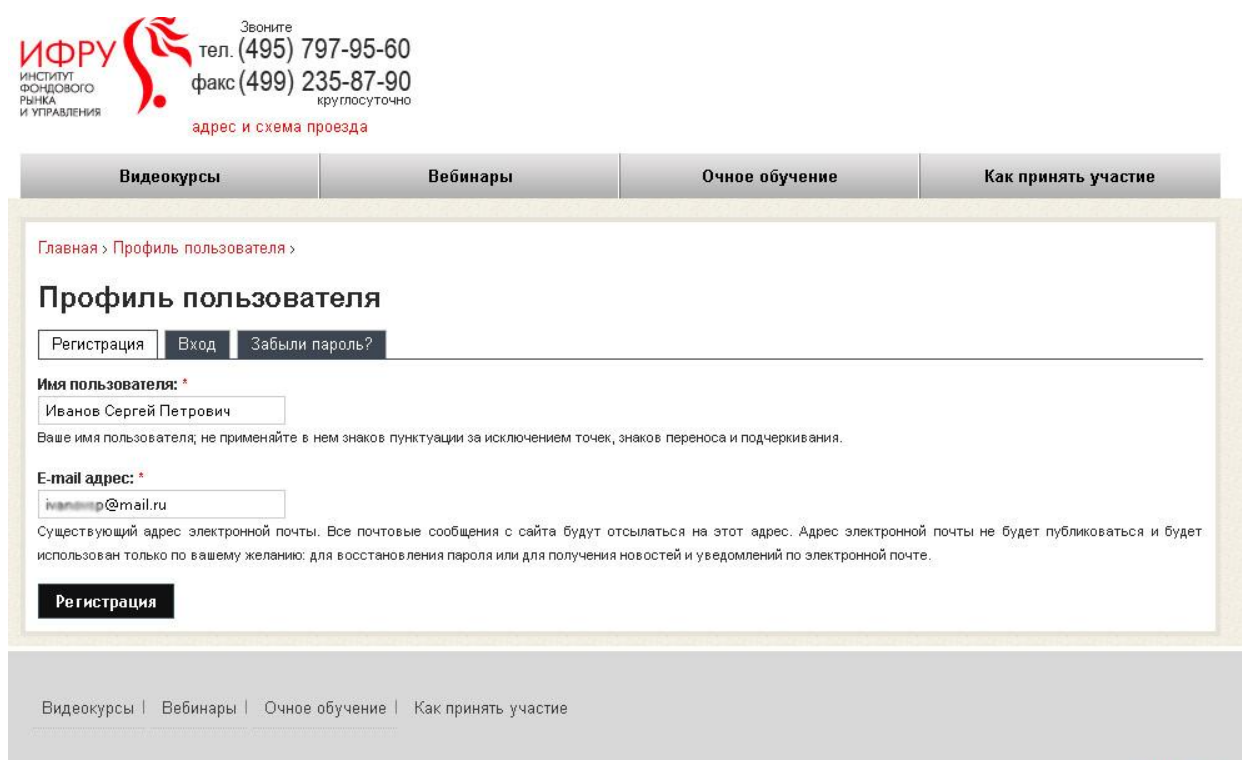 ИФРУ
ИНСТИТУТ
ФОНДОВОГО
РЫНКА
И УПРАВЛЕНИЯ
Звоните
тел. (495) 797-95-60
факс (499) 235-87-90
круглосуточно
адрес и схема проезда
Видеокурсы Вебинары Очное обучение Как принять участие
Главная › Профиль пользователя ›
Профиль пользователя
Регистрация Вход Забыли пароль?
Имя пользователя: *
Иванов Сергей Петрович
Ваше имя пользователя; не применяйте в нем знаков пунктуации за исключением точек, знаков переноса и подчеркивания.
E-mail адрес: *
@mail.ru
Существующий адрес электронной почты. Все почтовые сообщения с сайта будут отсылаться на этот адрес. Адрес электронной почты не будет публиковаться и будет
использован только по вашему желанию: для восстановления пароля или для получения новостей и уведомлений по электронной почте.
Регистрация
Видеокурсы | Вебинары | Очное обучение | Как принять участие